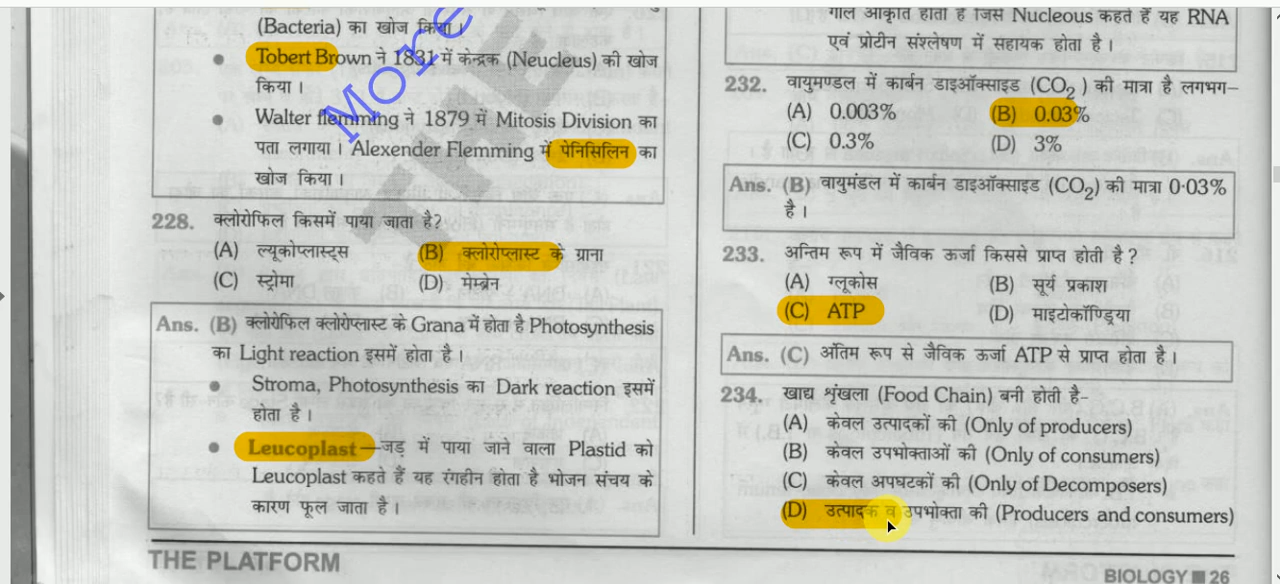 (Bacteria) का खोज किया।
● Tobert Brown ने 1831 में केन्द्रक (Neucleus) की खोज
किया।
● Walter flemming ने 1879 में Mitosis Division का
पता लगाया। Alexender Flemming में पेनिसिलिन का
खोज किया।
228. क्लोरोफिल किसमें पाया जाता है?
(A) ल्यूकोप्लास्ट्स (B) क्लोरोप्लास्ट के ग्राना
(C) स्ट्रोमा (D) मेम्ब्रेन
Ans. (B) क्लोरोफिल क्लोरोप्लास्ट के Grana में होता है Photosynthesis
का Light reaction इसमें होता है।
● Stroma, Photosynthesis का Dark reaction इसमें
होता है।
● Leucoplast—जड़ में पाया जाने वाला Plastid को
Leucoplast कहते हैं यह रंगहीन होता है भोजन संचय के
कारण फूल जाता है।
THE PLATFORM
More
गोल आकृति होती है जिसे Nucleous कहते हैं यह RNA
एवं प्रोटीन संश्लेषण में सहायक होता है।
232. वायुमण्डल में कार्बन डाइऑक्साइड (CO₂) की मात्रा है लगभग–
(A) 0.003% (B) 0.03%
(C) 0.3% (D) 3%
Ans. (B) वायुमंडल में कार्बन डाइऑक्साइड (CO₂) की मात्रा 0·03%
है।
233. अन्तिम रूप में जैविक ऊर्जा किससे प्राप्त होती है?
(A) ग्लूकोस (B) सूर्य प्रकाश
(C) ATP (D) माइटोकॉण्ड्रिया
Ans. (C) अंतिम रूप से जैविक ऊर्जा ATP से प्राप्त होता है।
234. खाद्य शृंखला (Food Chain) बनी होती है-
(A) केवल उत्पादकों की (Only of producers)
(B) केवल उपभोक्ताओं की (Only of consumers)
(C) केवल अपघटकों की (Only of Decomposers)
(D) उत्पादक व उपभोक्ता की (Producers and consumers)
BIOLOGY ■ 26